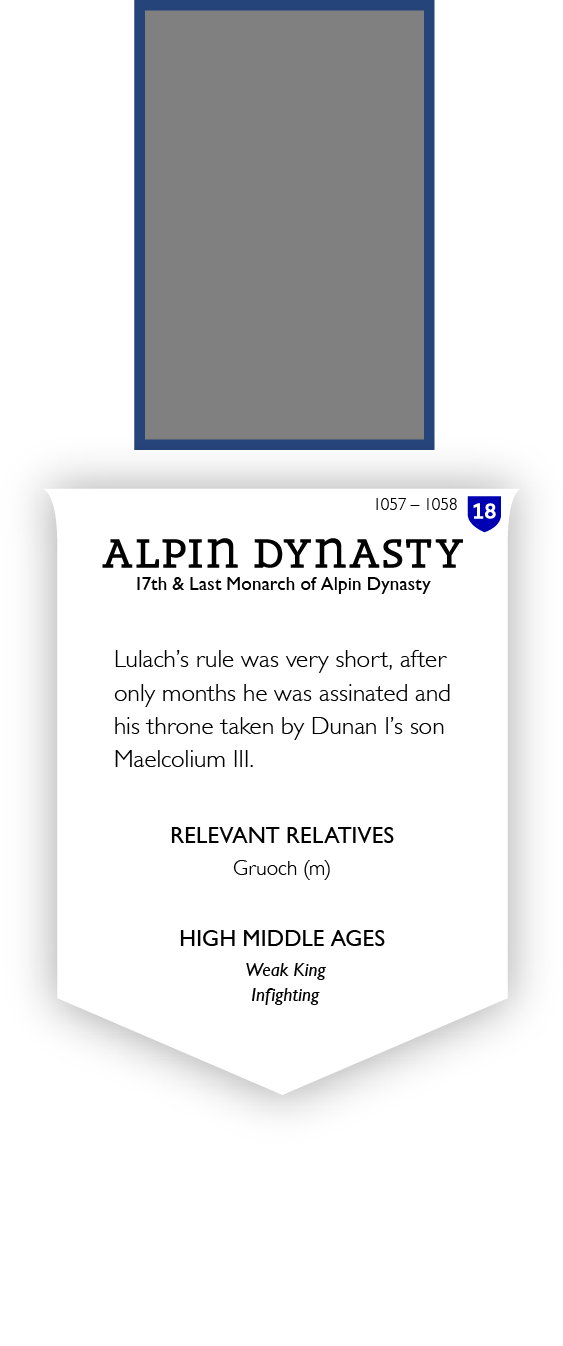 1057 – 1058
18
ALPIN DYNASTY
17th & Last Monarch of Alpin Dynasty
Lulach’s rule was very short, after
only months he was assinated and
his throne taken by Dunan I’s son
Maelcolium III.
RELEVANT RELATIVES
Gruoch (m)
HIGH MIDDLE AGES
Weak King
Infighting